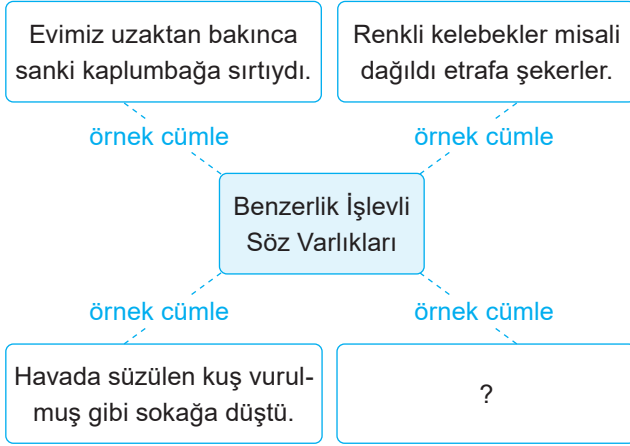 Evimiz uzaktan bakınca
sanki kaplumbağa sırtıydı.
Renkli kelebekler misali
dağıldı etrafa şekerler.
örnek cümle
örnek cümle
Benzerlik İşlevli
Söz Varlıkları
örnek cümle
örnek cümle
Havada süzülen kuş vurul-
muş gibi sokağa düştü.
?